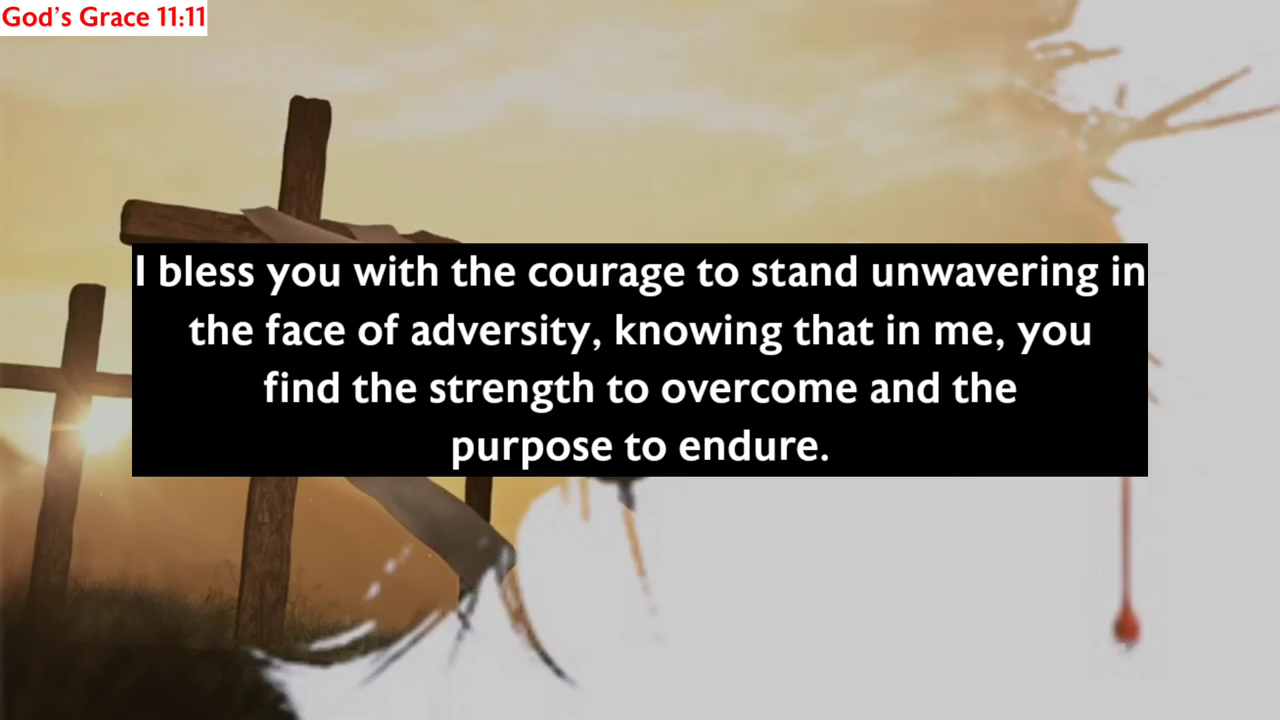 God's Grace 11:11
I bless you with the courage to stand unwavering in
the face of adversity, knowing that in me, you
find the strength to overcome and the
purpose to endure.